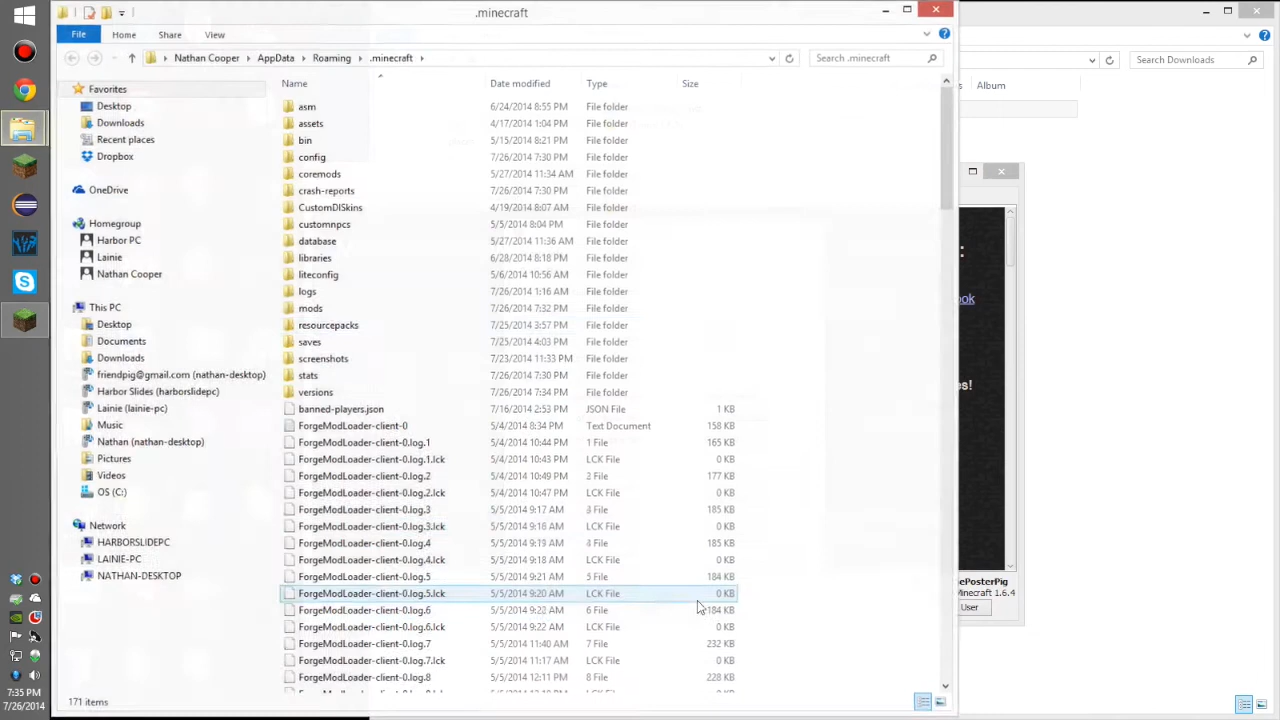 .minecraft
File Home Share View
Nathan Cooper AppData Roaming .minecraft
Search .minecraft
Search Downloads
Name Date modified Type Size
Album
Favorites
Desktop
Downloads
Recent places
Dropbox
OneDrive
Homegroup
Harbor PC
Lainie
Nathan Cooper
This PC
Desktop
Documents
Downloads
friendpig@gmail.com (nathan-desktop)
Harbor Slides (harborslidepc)
Lainie (lainie-pc)
Music
Nathan (nathan-desktop)
Pictures
Videos
OS (C:)
Network
HARBORSLIDEPC
LAINIE-PC
NATHAN-DESKTOP
asm 6/24/2014 8:55 PM File folder
assets 4/17/2014 1:04 PM File folder
bin 5/15/2014 8:21 PM File folder
config 7/26/2014 7:30 PM File folder
coremods 5/27/2014 11:34 AM File folder
crash-reports 7/26/2014 7:30 PM File folder
CustomDISkins 4/19/2014 8:07 AM File folder
customnpcs 5/5/2014 8:04 PM File folder
database 5/27/2014 11:36 AM File folder
libraries 6/28/2014 8:18 PM File folder
liteconfig 5/6/2014 10:56 AM File folder
logs 7/26/2014 1:16 AM File folder
mods 7/26/2014 7:32 PM File folder
resourcepacks 7/25/2014 3:57 PM File folder
saves 7/25/2014 4:03 PM File folder
screenshots 7/23/2014 11:33 PM File folder
stats 7/26/2014 7:30 PM File folder
versions 7/26/2014 7:34 PM File folder
banned-players.json 7/16/2014 2:53 PM JSON File 1 KB
ForgeModLoader-client-0 5/4/2014 8:34 PM Text Document 158 KB
ForgeModLoader-client-0.log.1 5/4/2014 10:44 PM 1 File 165 KB
ForgeModLoader-client-0.log.1.lck 5/4/2014 10:43 PM LCK File 0 KB
ForgeModLoader-client-0.log.2 5/4/2014 10:49 PM 2 File 177 KB
ForgeModLoader-client-0.log.2.lck 5/4/2014 10:47 PM LCK File 0 KB
ForgeModLoader-client-0.log.3 5/5/2014 9:17 AM 3 File 185 KB
ForgeModLoader-client-0.log.3.lck 5/5/2014 9:16 AM LCK File 0 KB
ForgeModLoader-client-0.log.4 5/5/2014 9:19 AM 4 File 185 KB
ForgeModLoader-client-0.log.4.lck 5/5/2014 9:18 AM LCK File 0 KB
ForgeModLoader-client-0.log.5 5/5/2014 9:21 AM 5 File 184 KB
ForgeModLoader-client-0.log.5.lck 5/5/2014 9:20 AM LCK File 0 KB
ForgeModLoader-client-0.log.6 5/5/2014 9:23 AM 6 File 184 KB
ForgeModLoader-client-0.log.6.lck 5/5/2014 9:22 AM LCK File 0 KB
ForgeModLoader-client-0.log.7 5/5/2014 11:40 AM 7 File 232 KB
ForgeModLoader-client-0.log.7.lck 5/5/2014 11:17 AM LCK File 0 KB
ForgeModLoader-client-0.log.8 5/5/2014 12:11 PM 8 File 228 KB
171 items
ook
os!
ePosterPig
Minecraft 1.6.4
User
7:35 PM
7/26/2014